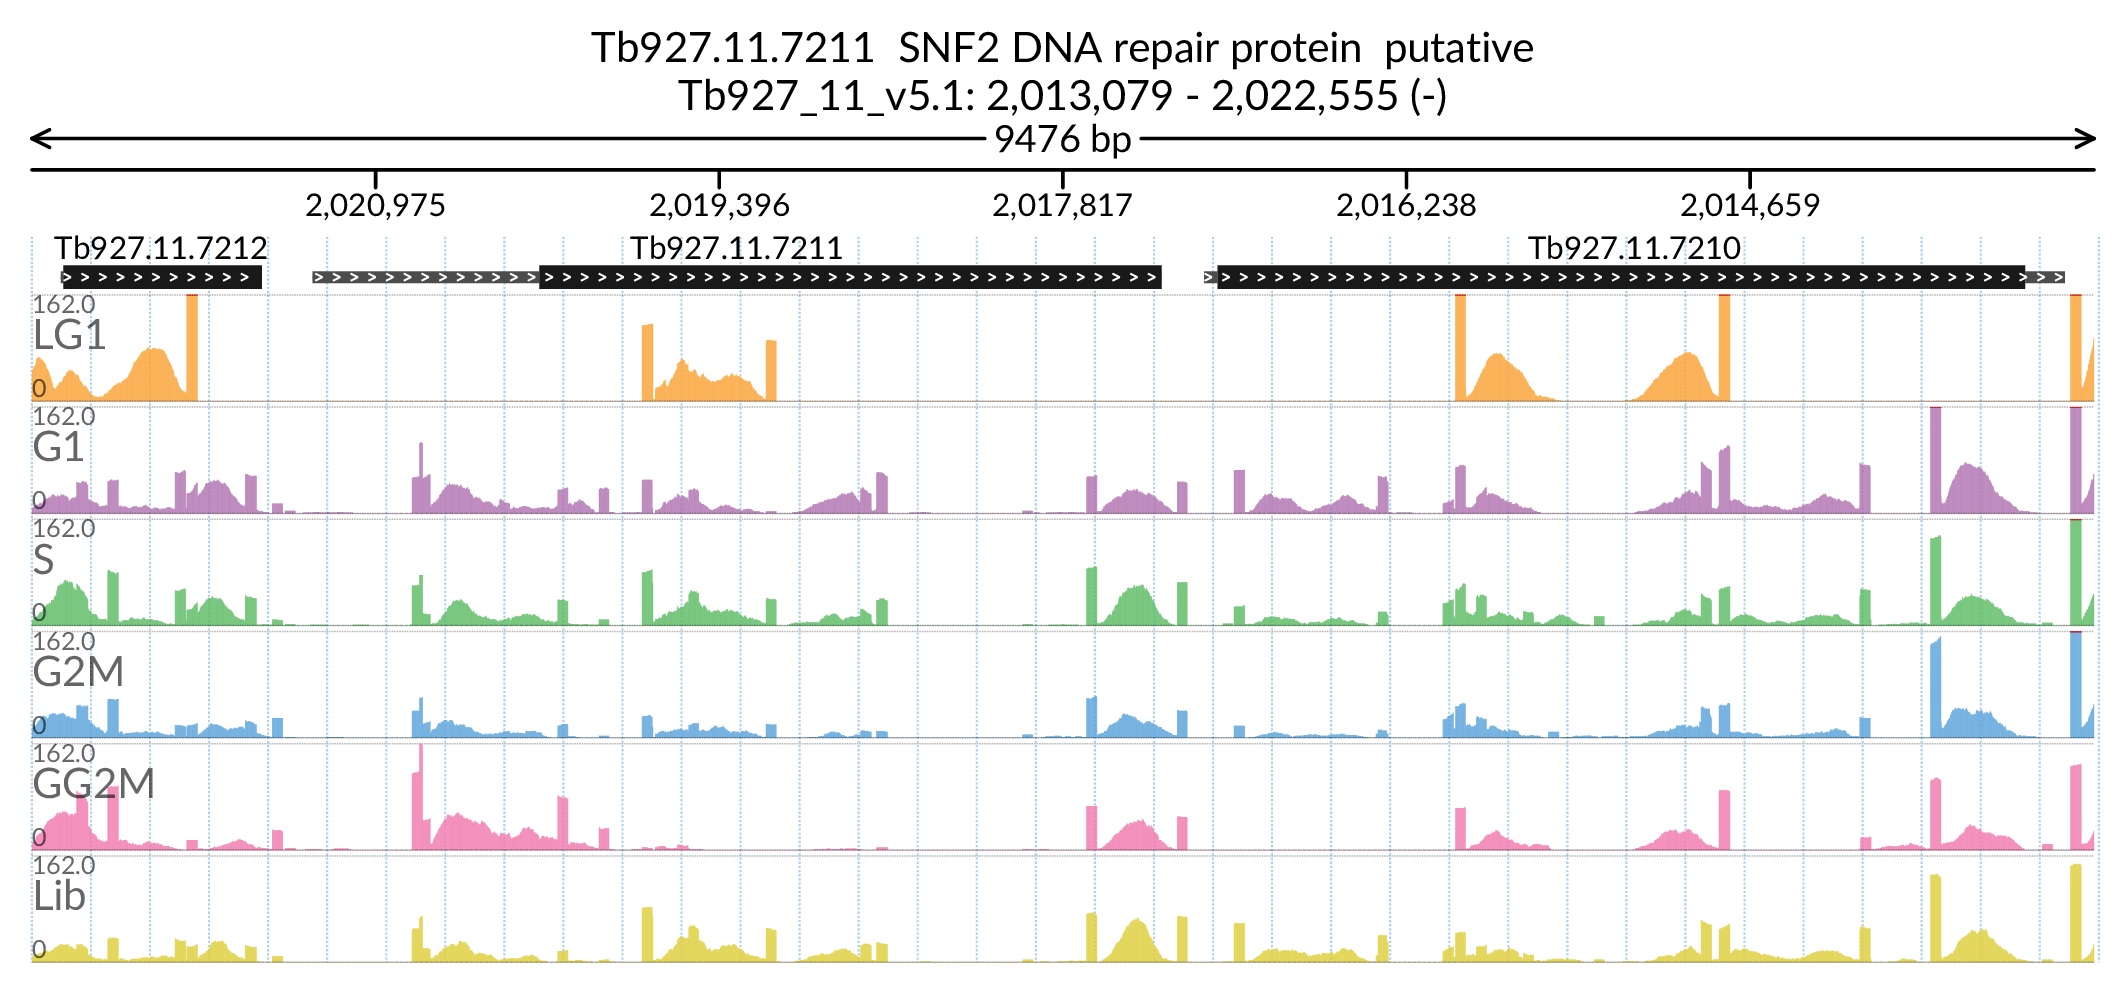 Tb927.11.7211  SNF2 DNA repair protein  putative
Tb927_11_v5.1: 2,013,079 - 2,022,555 (-)
9476 bp
2,020,975 2,019,396 2,017,817 2,016,238 2,014,659
Tb927.11.7212 Tb927.11.7211 Tb927.11.7210
162.0
LG1
0
162.0
G1
0
162.0
S
0
162.0
G2M
0
162.0
GG2M
0
162.0
Lib
0